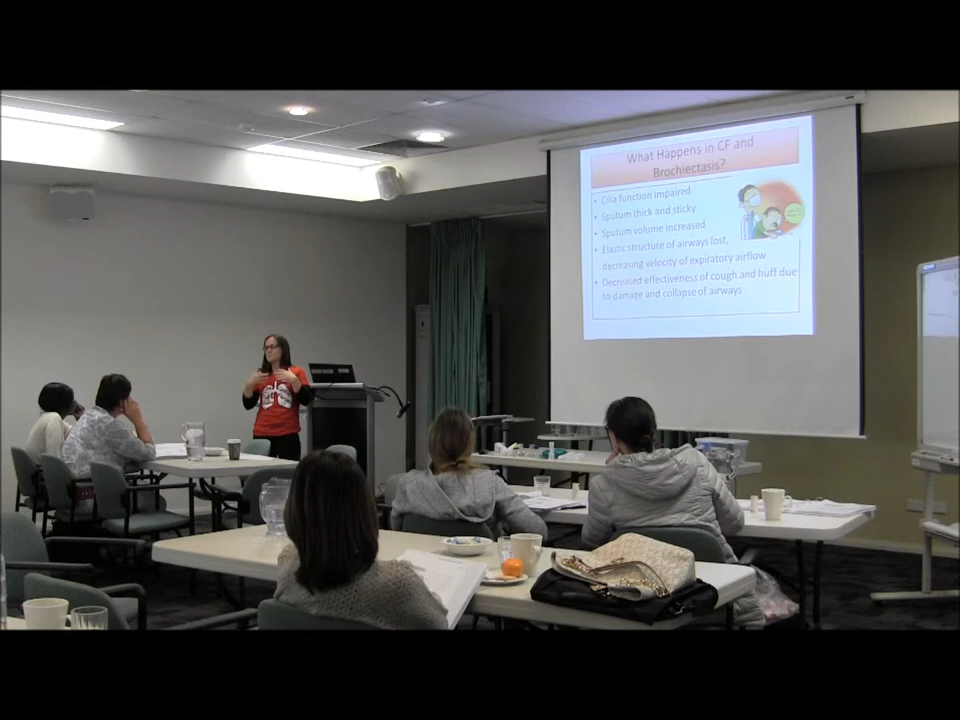 What Happens in CF and
Brochiectasis?
• Cilia function impaired
• Sputum thick and sticky
• Sputum volume increased
• Elastic structure of airways lost,
decreasing velocity of expiratory airflow
• Decreased effectiveness of cough and huff due
to damage and collapse of airways